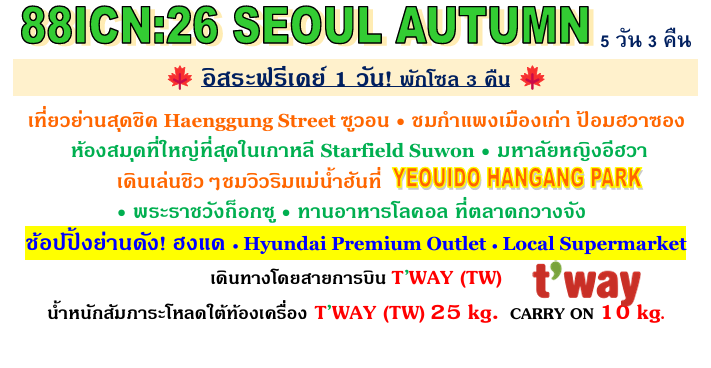 88ICN:26 SEOUL AUTUMN 5 วัน 3 คืน
อิสระฟรีเดย์ 1 วัน! พักโซล 3 คืน
เที่ยวย่านสุดชิค Haenggung Street ซูวอน • ชมกำแพงเมืองเก่า ป้อมฮวาซอง
ห้องสมุดที่ใหญ่ที่สุดในเกาหลี Starfield Suwon • มหาลัยหญิงอีฮวา
เดินเล่นชิว ๆชมวิวริมแม่น้ำฮันที่ YEOUIDO HANGANG PARK
• พระราชวังถ็อกซู • ทานอาหารโลคอล ที่ตลาดกวางจัง
ช้อปปิ้งย่านดัง! ฮงแด • Hyundai Premium Outlet • Local Supermarket
เดินทางโดยสายการบิน T’WAY (TW) t’way
น้ำหนักสัมภาระโหลดใต้ท้องเครื่อง T’WAY (TW) 25 kg. CARRY ON 10 kg.